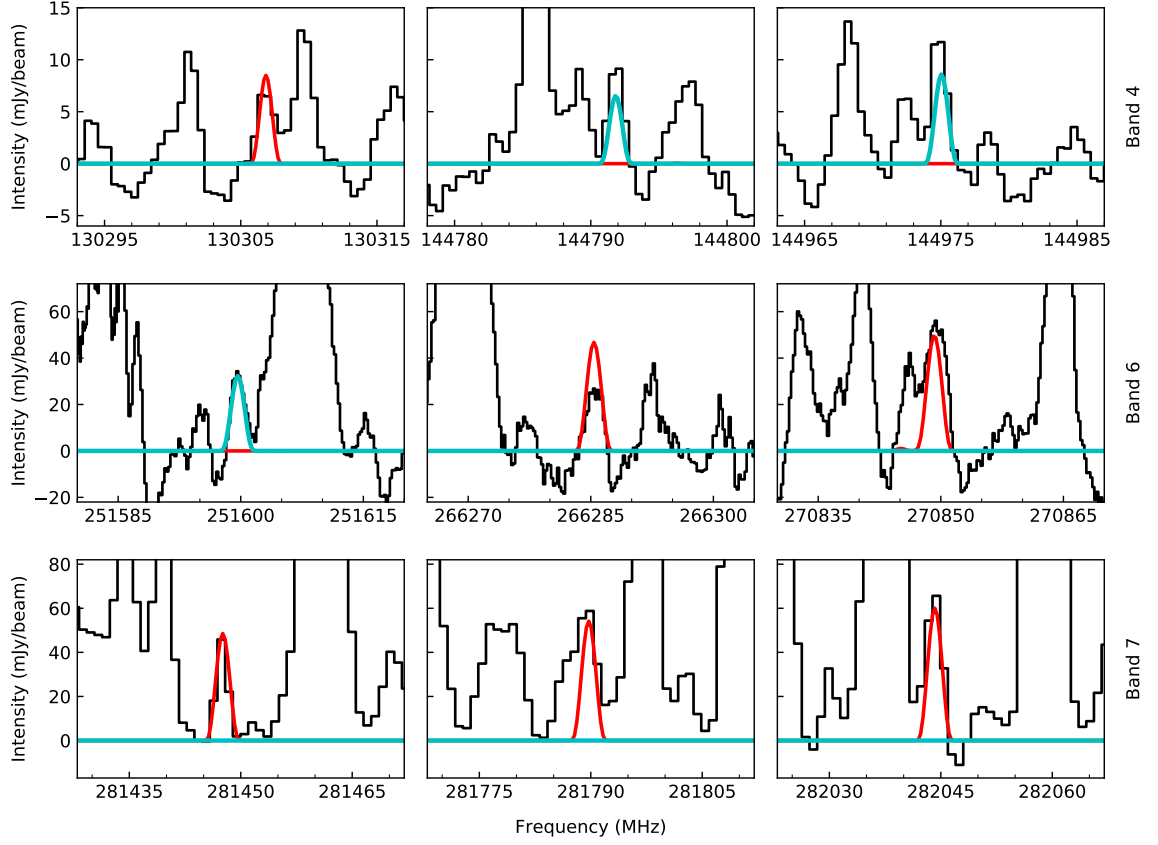 15
10
5
0
−5
Intensity (mJy/beam)
130295 130305 130315
144780 144790 144800
144965 144975 144985
Band 4
60
40
20
0
−20
Intensity (mJy/beam)
251585 251600 251615
266270 266285 266300
270835 270850 270865
Band 6
80
60
40
20
0
Intensity (mJy/beam)
281435 281450 281465
281775 281790 281805
282030 282045 282060
Band 7
Frequency (MHz)